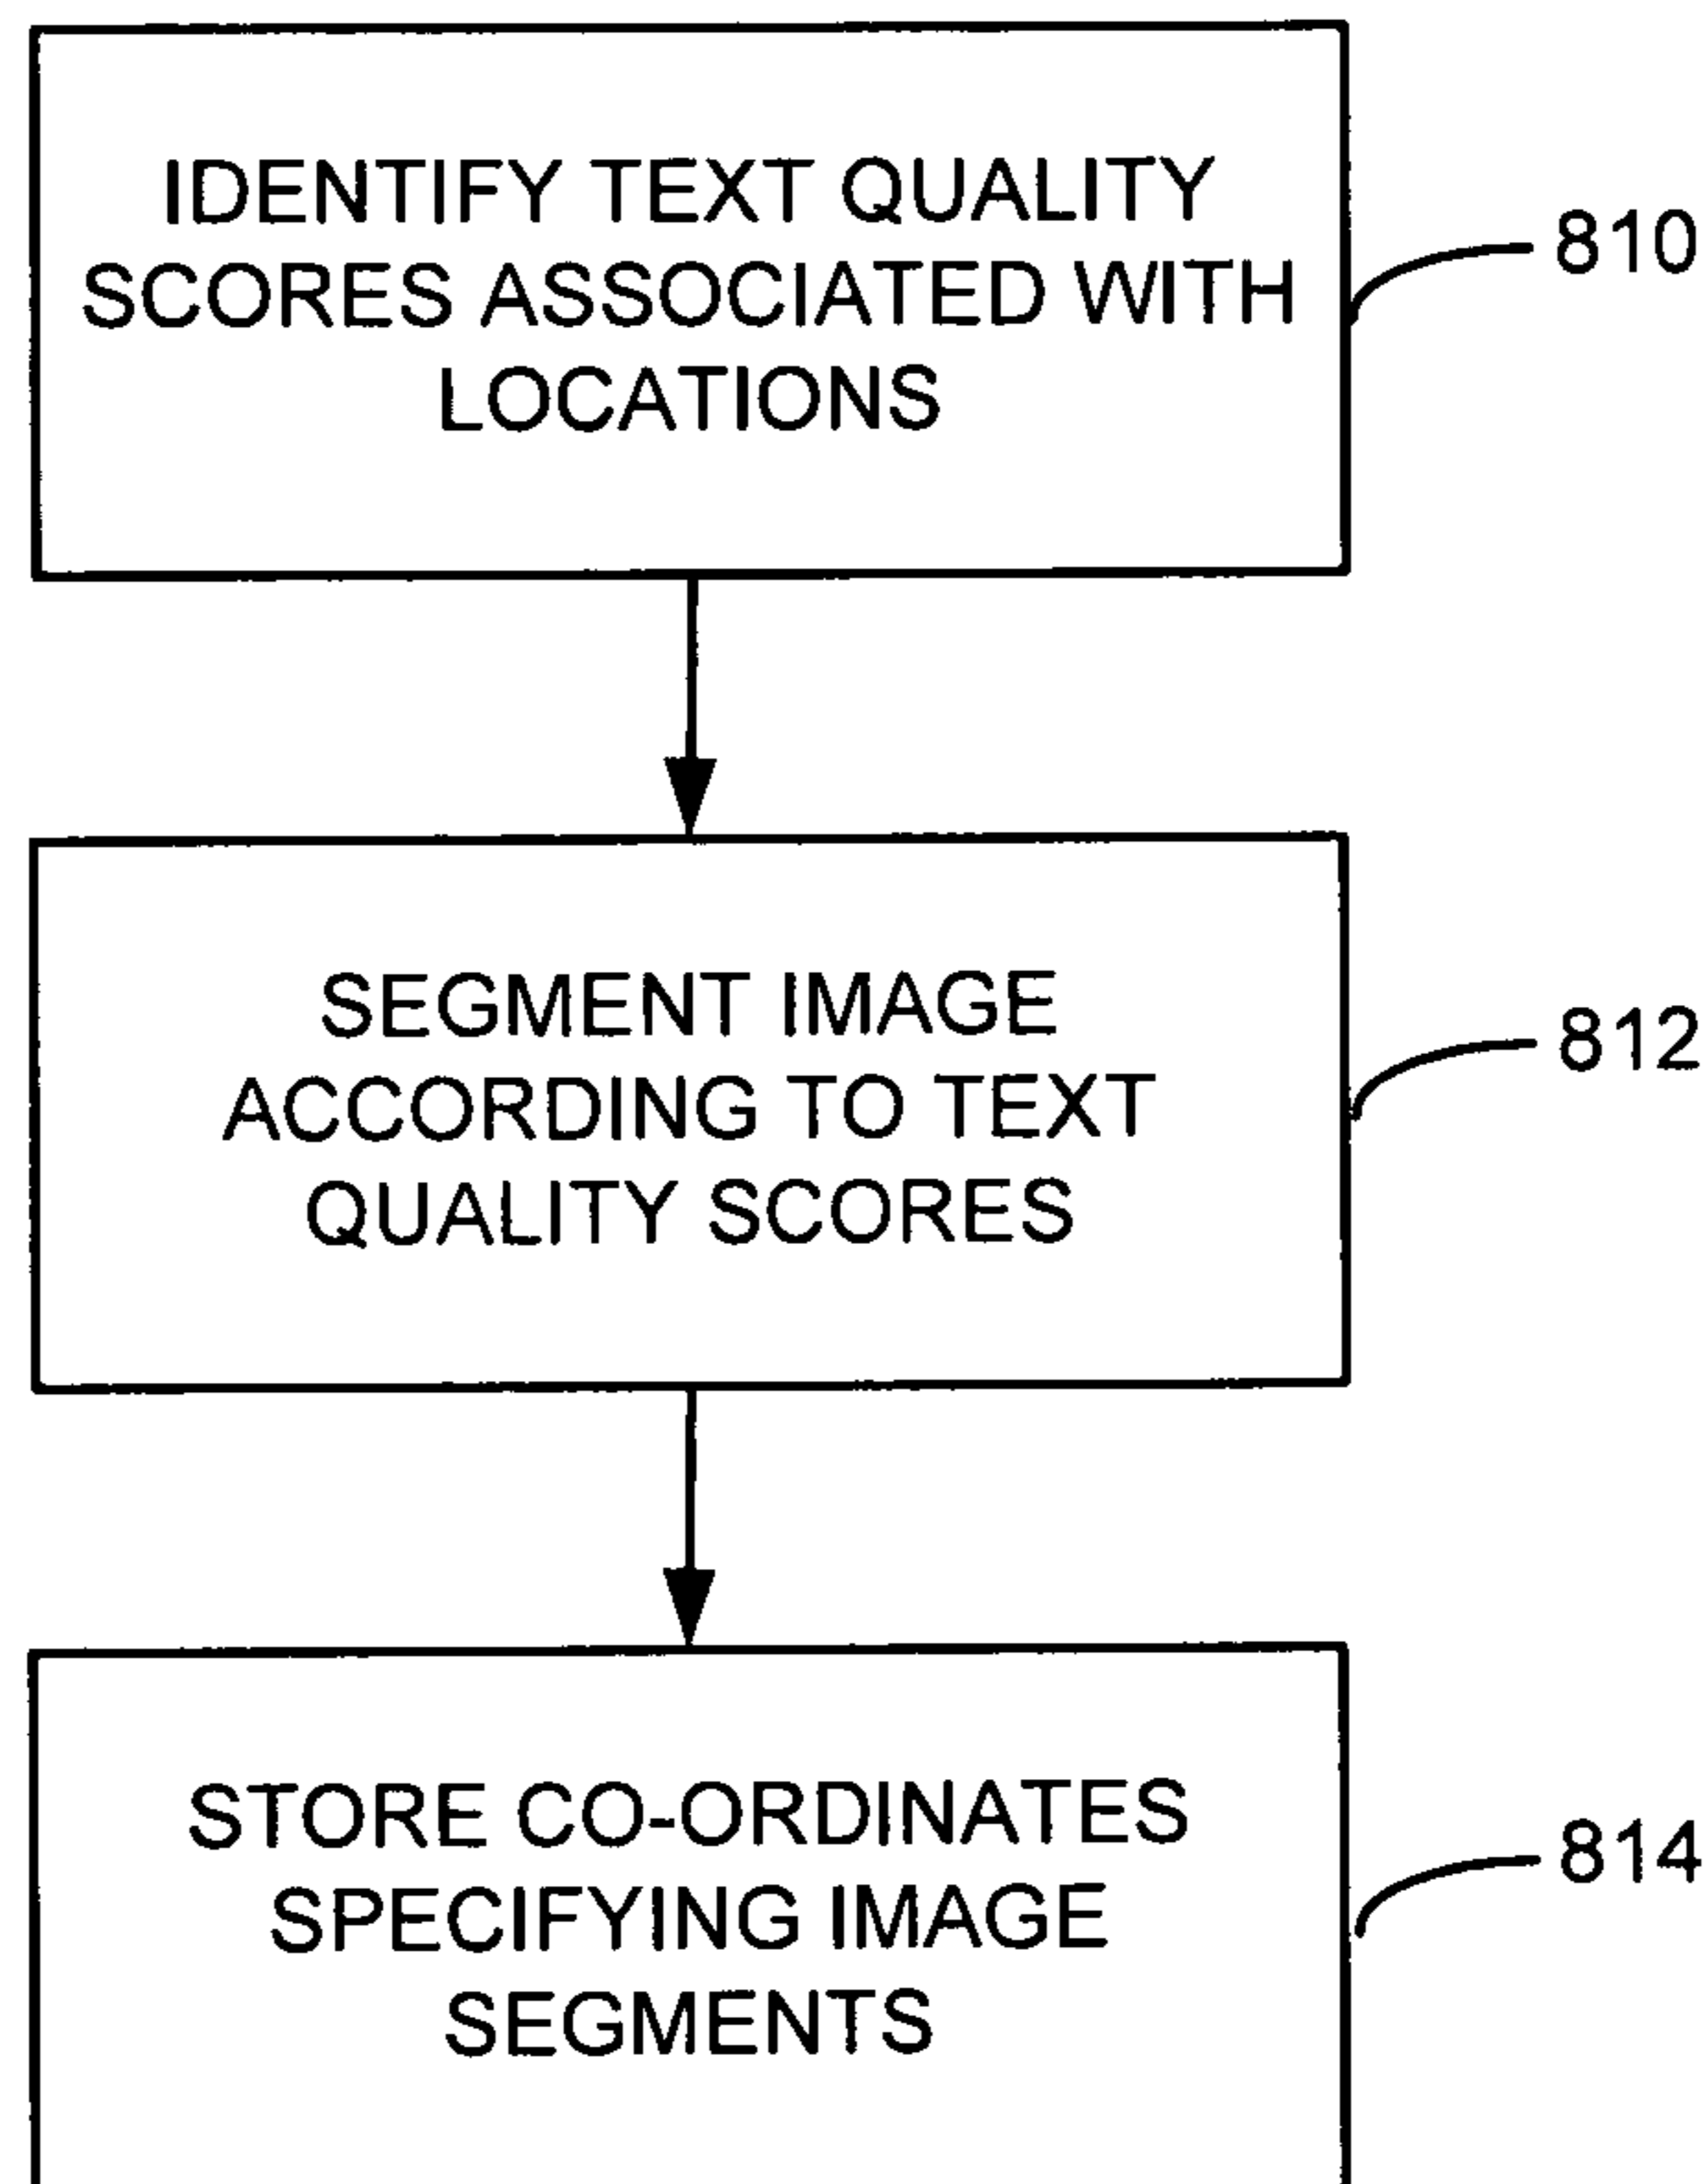 IDENTIFY TEXT QUALITY
SCORES ASSOCIATED WITH
LOCATIONS
810
SEGMENT IMAGE
ACCORDING TO TEXT
QUALITY SCORES
812
STORE CO-ORDINATES
SPECIFYING IMAGE
SEGMENTS
814